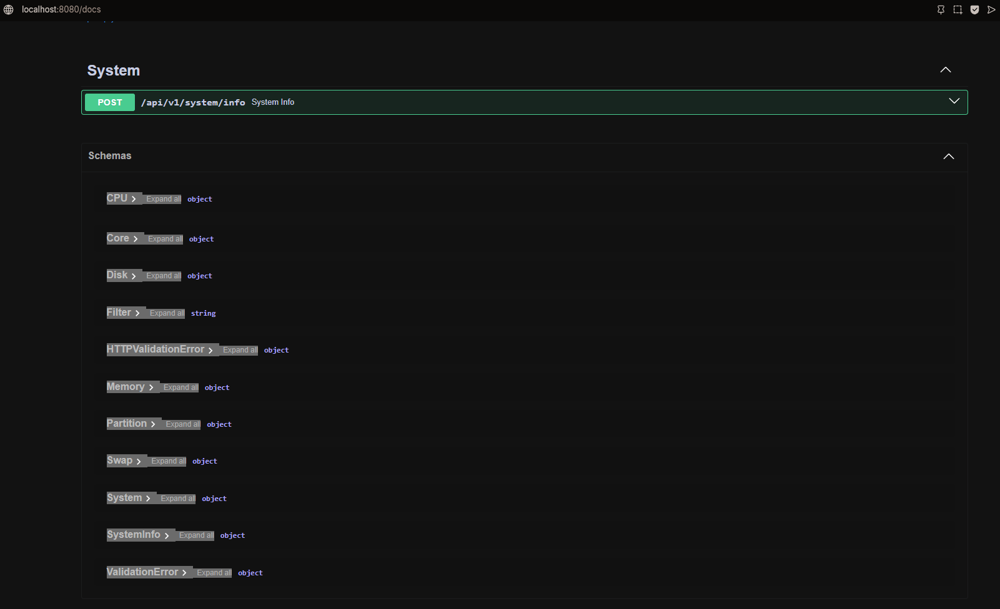 localhost:8080/docs
System
POST /api/v1/system/info System Info
Schemas
CPU Expand all object
Core Expand all object
Disk Expand all object
Filter Expand all string
HTTPValidationError Expand all object
Memory Expand all object
Partition Expand all object
Swap Expand all object
System Expand all object
SystemInfo Expand all object
ValidationError Expand all object